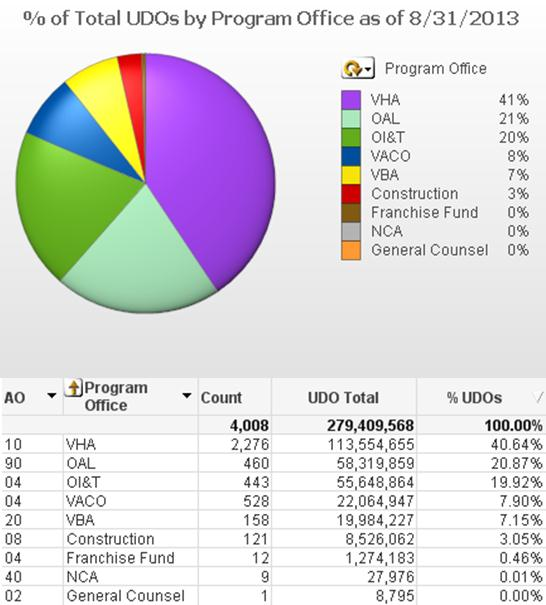 % of Total UDOs by Program Office as of 8/31/2013
Program Office
VHA 41%
OAL 21%
OI&T 20%
VACO 8%
VBA 7%
Construction 3%
Franchise Fund 0%
NCA 0%
General Counsel 0%
AO Program Office Count UDO Total % UDOs
4,008 279,409,568 100.00%
10 VHA 2,276 113,554,655 40.64%
90 OAL 460 58,319,859 20.87%
04 OI&T 443 55,648,864 19.92%
04 VACO 528 22,064,947 7.90%
20 VBA 158 19,984,227 7.15%
08 Construction 121 8,526,062 3.05%
04 Franchise Fund 12 1,274,183 0.46%
40 NCA 9 27,976 0.01%
02 General Counsel 1 8,795 0.00%